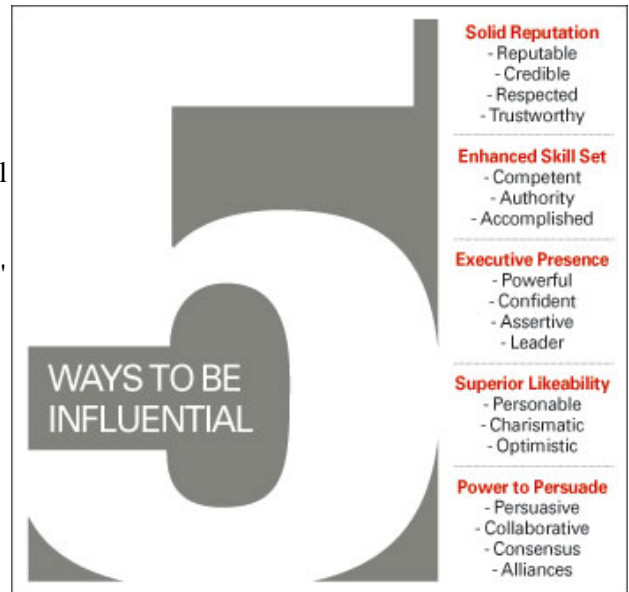 l
'
5
WAYS TO BE
INFLUENTIAL
Solid Reputation
- Reputable
- Credible
- Respected
- Trustworthy
Enhanced Skill Set
- Competent
- Authority
- Accomplished
Executive Presence
- Powerful
- Confident
- Assertive
- Leader
Superior Likeability
- Personable
- Charismatic
- Optimistic
Power to Persuade
- Persuasive
- Collaborative
- Consensus
- Alliances